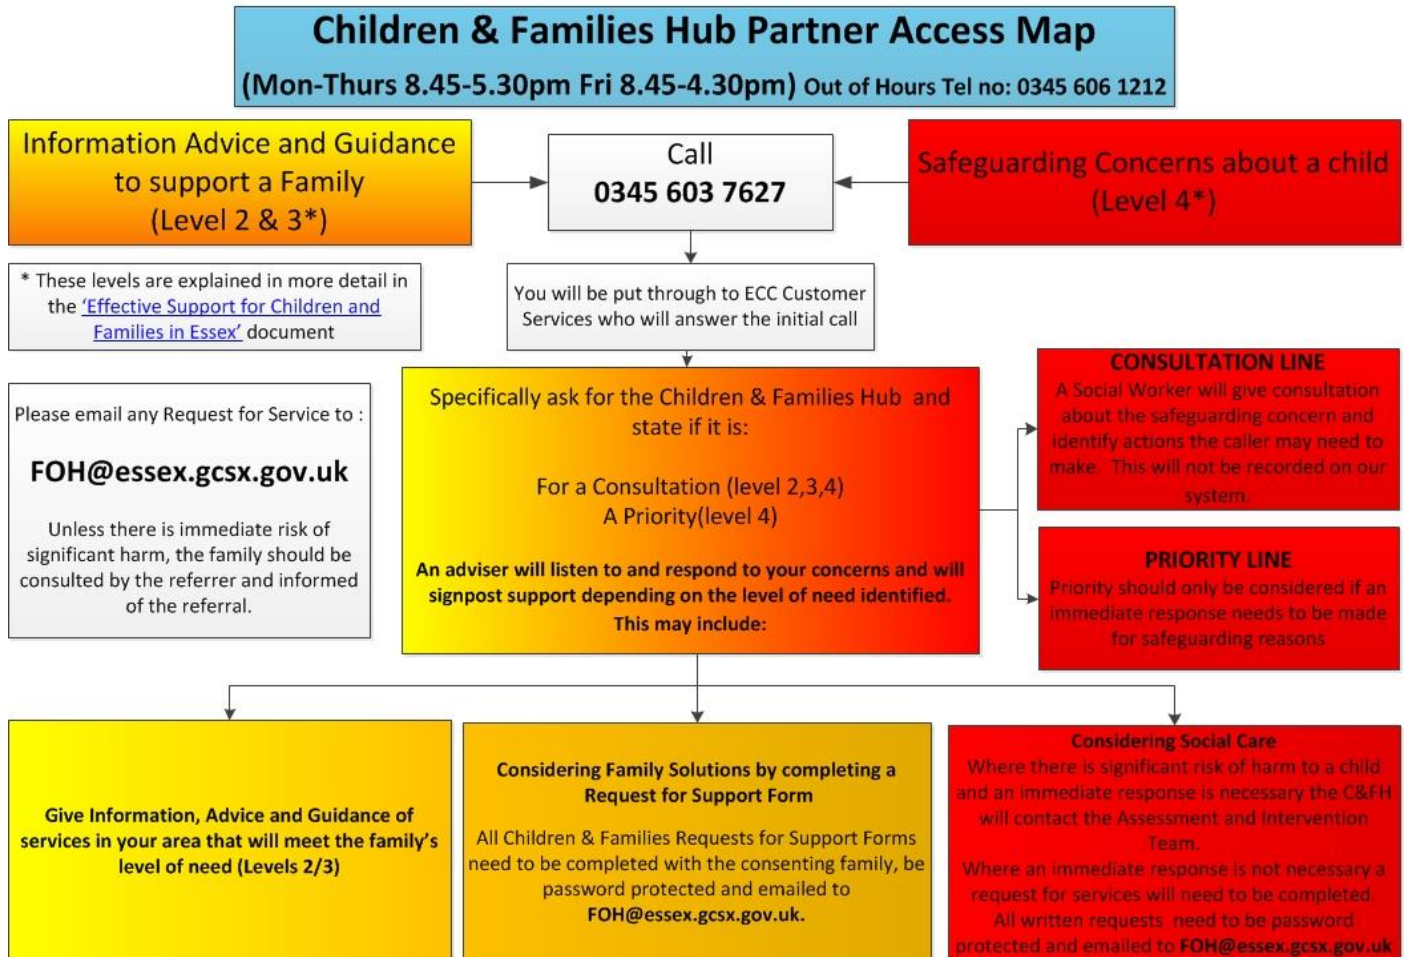 Children & Families Hub Partner Access Map
(Mon-Thurs 8.45-5.30pm Fri 8.45-4.30pm) Out of Hours Tel no: 0345 606 1212
Information Advice and Guidance
to support a Family
(Level 2 & 3*)
Call
0345 603 7627
Safeguarding Concerns about a child
(Level 4*)
* These levels are explained in more detail in
the 'Effective Support for Children and
Families in Essex' document
You will be put through to ECC Customer
Services who will answer the initial call
Please email any Request for Service to :
FOH@essex.gcsx.gov.uk
Unless there is immediate risk of
significant harm, the family should be
consulted by the referrer and informed
of the referral.
Specifically ask for the Children & Families Hub and
state if it is:
For a Consultation (level 2,3,4)
A Priority(level 4)
An adviser will listen to and respond to your concerns and will
signpost support depending on the level of need identified.
This may include:
CONSULTATION LINE
A Social Worker will give consultation
about the safeguarding concern and
identify actions the caller may need to
make. This will not be recorded on our
system.
PRIORITY LINE
Priority should only be considered if an
immediate response needs to be made
for safeguarding reasons
Give Information, Advice and Guidance of
services in your area that will meet the family's
level of need (Levels 2/3)
Considering Family Solutions by completing a
Request for Support Form
All Children & Families Requests for Support Forms
need to be completed with the consenting family, be
password protected and emailed to
FOH@essex.gcsx.gov.uk.
Considering Social Care
Where there is significant risk of harm to a child
and an immediate response is necessary the C&FH
will contact the Assessment and Intervention
Team.
Where an immediate response is not necessary a
request for services will need to be completed.
All written requests need to be password
protected and emailed to FOH@essex.gcsx.gov.uk